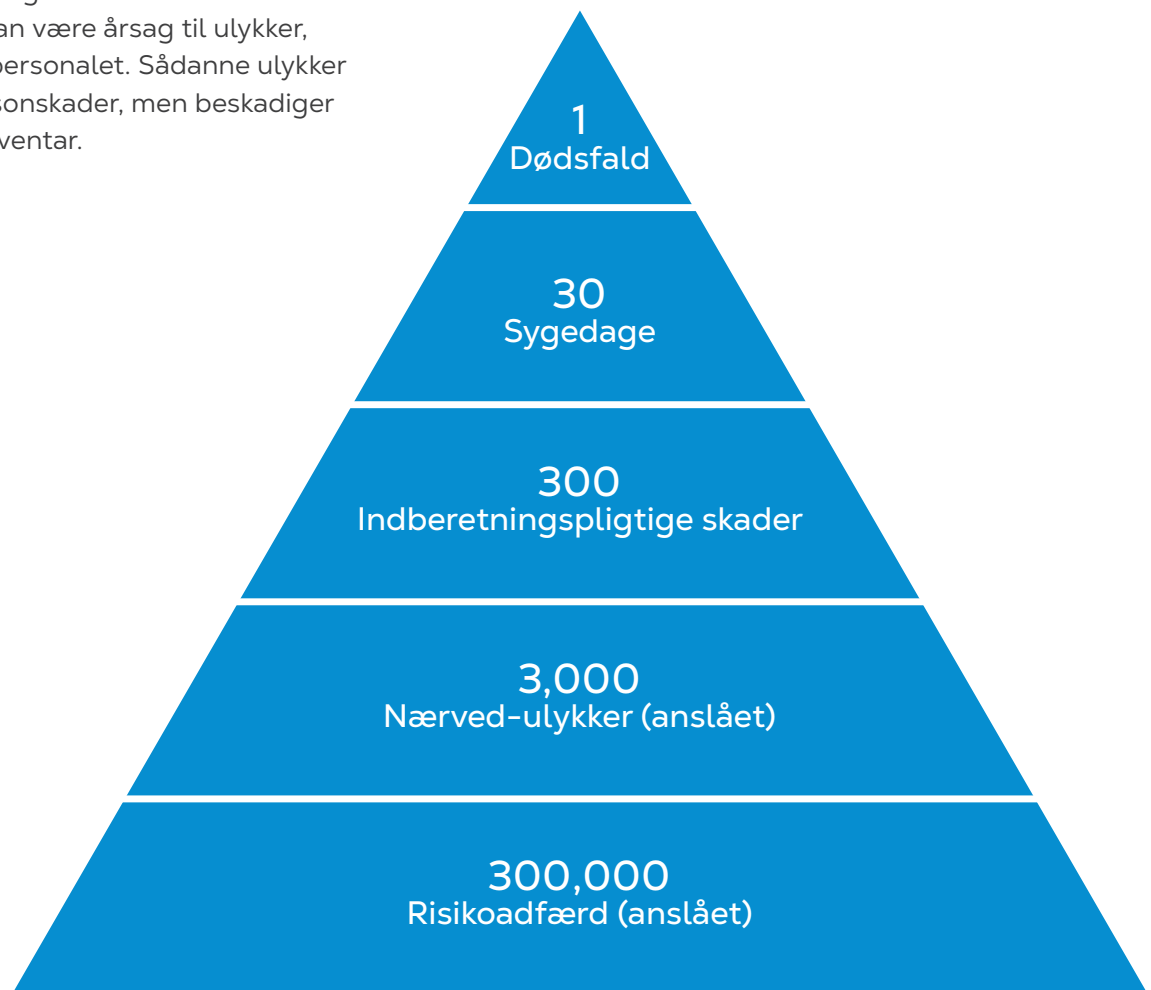 an være årsag til ulykker,
personalet. Sådanne ulykker
sonskader, men beskadiger
ventar.
1
Dødsfald
30
Sygedage
300
Indberetningspligtige skader
3,000
Nærved-ulykker (anslået)
300,000
Risikoadfærd (anslået)